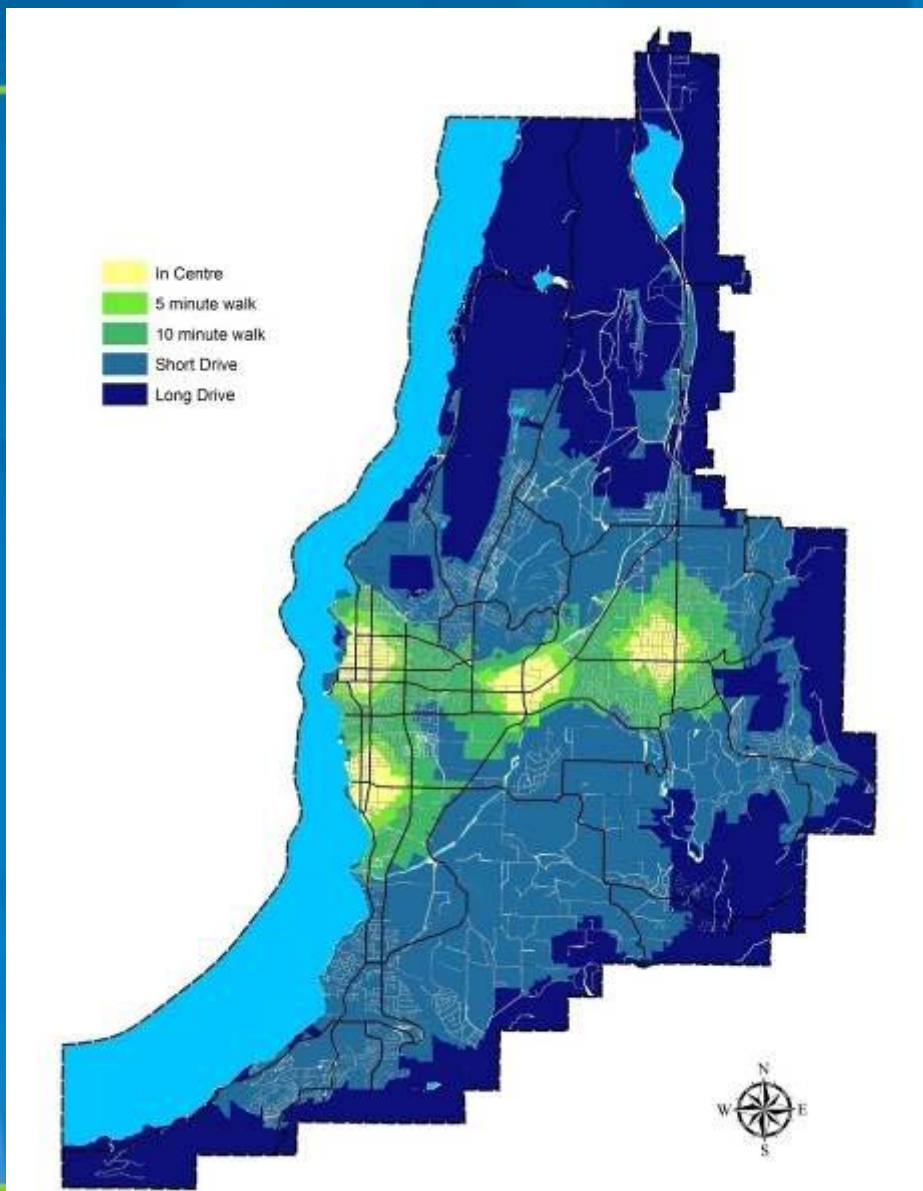 In Centre
5 minute walk
10 minute walk
Short Drive
Long Drive
N
W E
S